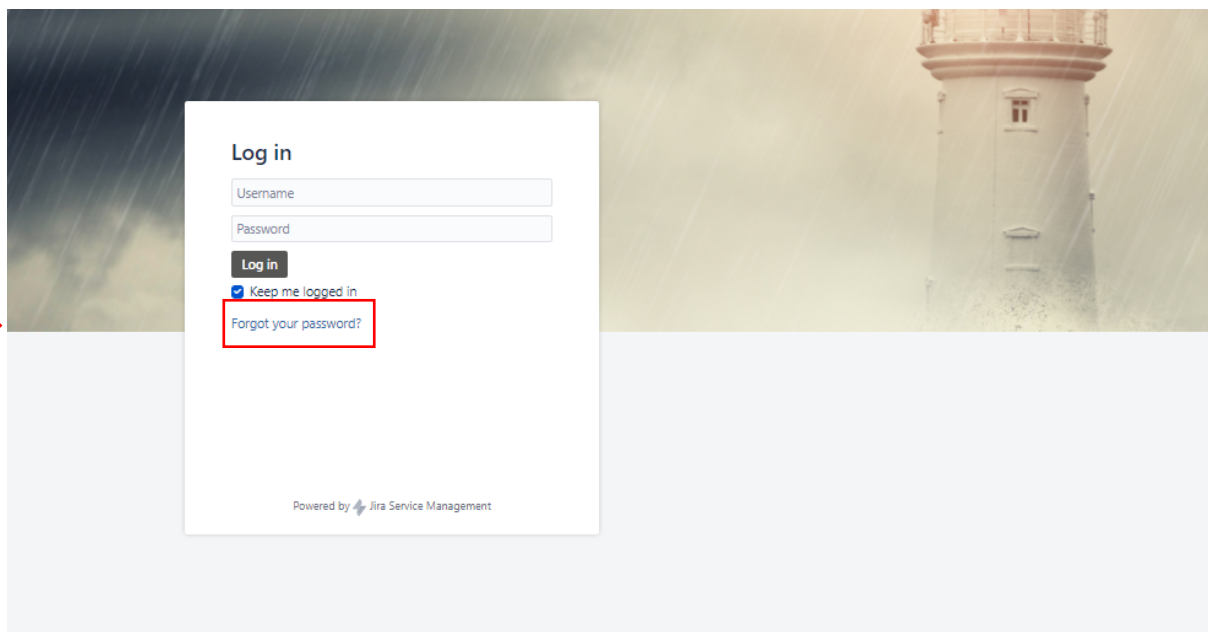 Log in
Username
Password
Log in
Keep me logged in
Forgot your password?
Powered by Jira Service Management